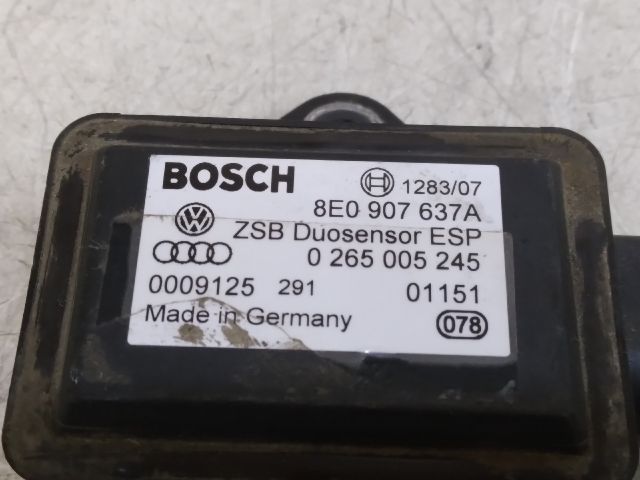 BOSCH 1283/07
8E0 907 637A
ZSB Duosensor ESP
0 265 005 245
0009125 291 01151
Made in Germany 078